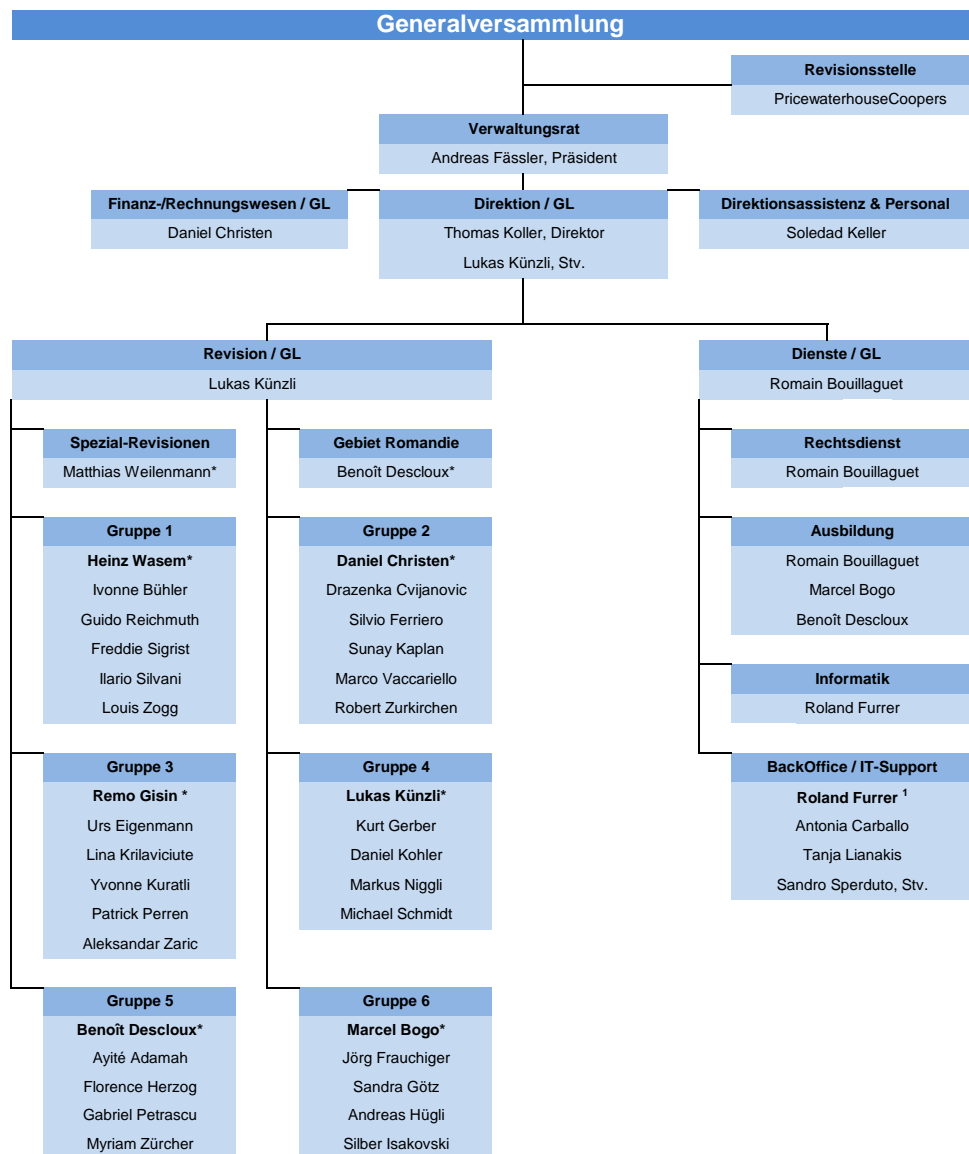 Generalversammlung
Revisionsstelle
PricewaterhouseCoopers
Verwaltungsrat
Andreas Fässler, Präsident
Finanz-/Rechnungswesen / GL
Daniel Christen
Direktion / GL
Thomas Koller, Direktor
Lukas Künzli, Stv.
Direktionsassistenz & Personal
Soledad Keller
Revision / GL
Lukas Künzli
Dienste / GL
Romain Bouillaguet
Spezial-Revisionen
Matthias Weilenmann*
Gebiet Romandie
Benoît Descloux*
Rechtsdienst
Romain Bouillaguet
Gruppe 1
Heinz Wasem*
Ivonne Bühler
Guido Reichmuth
Freddie Sigrist
Ilario Silvani
Louis Zogg
Gruppe 2
Daniel Christen*
Drazenka Cvijanovic
Silvio Ferriero
Sunay Kaplan
Marco Vaccariello
Robert Zurkirchen
Ausbildung
Romain Bouillaguet
Marcel Bogo
Benoît Descloux
Informatik
Roland Furrer
Gruppe 3
Remo Gisin *
Urs Eigenmann
Lina Krilaviciute
Yvonne Kuratli
Patrick Perren
Aleksandar Zaric
Gruppe 4
Lukas Künzli*
Kurt Gerber
Daniel Kohler
Markus Niggli
Michael Schmidt
BackOffice / IT-Support
Roland Furrer ¹
Antonia Carballo
Tanja Lianakis
Sandro Sperduto, Stv.
Gruppe 5
Benoît Descloux*
Ayité Adamah
Florence Herzog
Gabriel Petrascu
Myriam Zürcher
Gruppe 6
Marcel Bogo*
Jörg Frauchiger
Sandra Götz
Andreas Hügli
Silber Isakovski